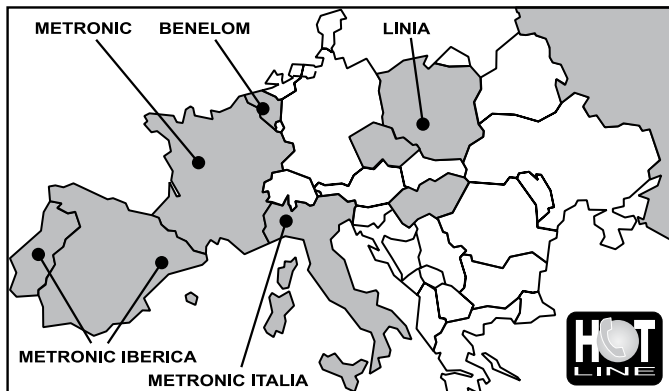 METRONIC
BENELOM
LINIA
METRONIC IBERICA
METRONIC ITALIA
HOT
LINE